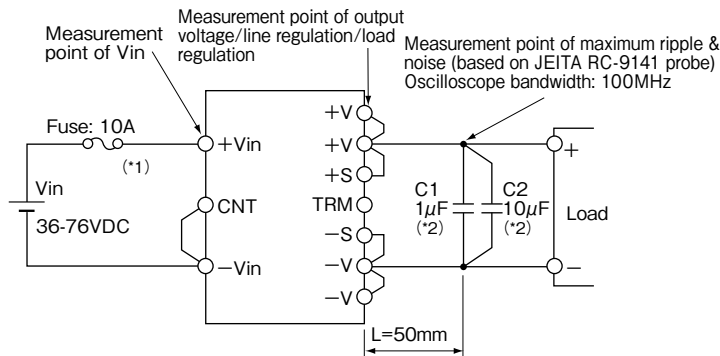 Measurement
point of Vin
Measurement point of output
voltage/line regulation/load
regulation
Measurement point of maximum ripple &
noise (based on JEITA RC-9141 probe)
Oscilloscope bandwidth: 100MHz
Fuse: 10A
(*1)
Vin
36-76VDC
+Vin
CNT
−Vin
+V
+V
+S
TRM
−S
−V
−V
C1
1μF
(*2)
C2
10μF
(*2)
+
Load
−
L=50mm